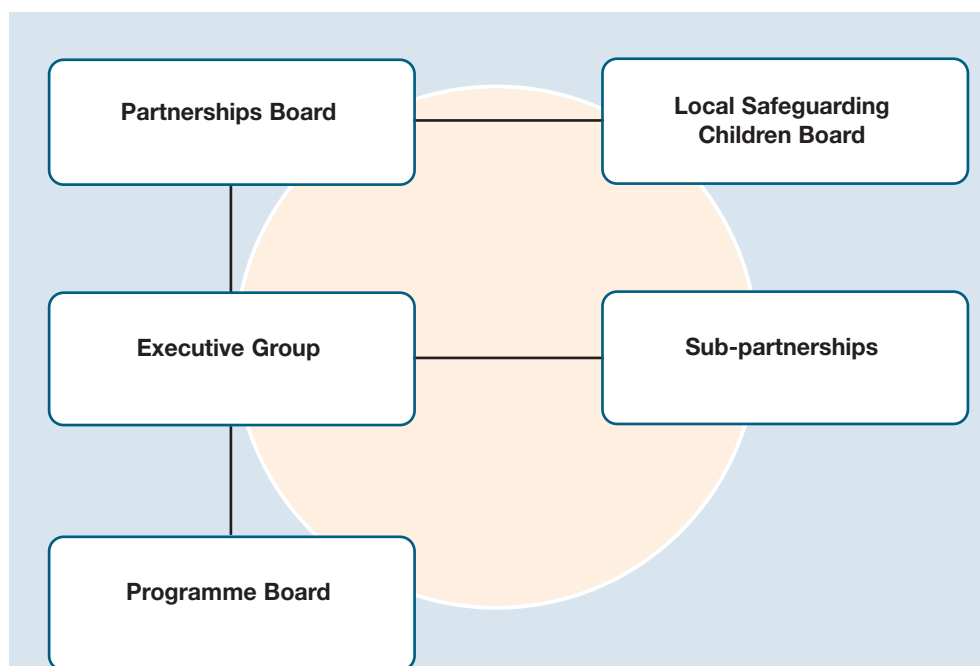 Partnerships Board
Local Safeguarding
Children Board
Executive Group
Sub-partnerships
Programme Board